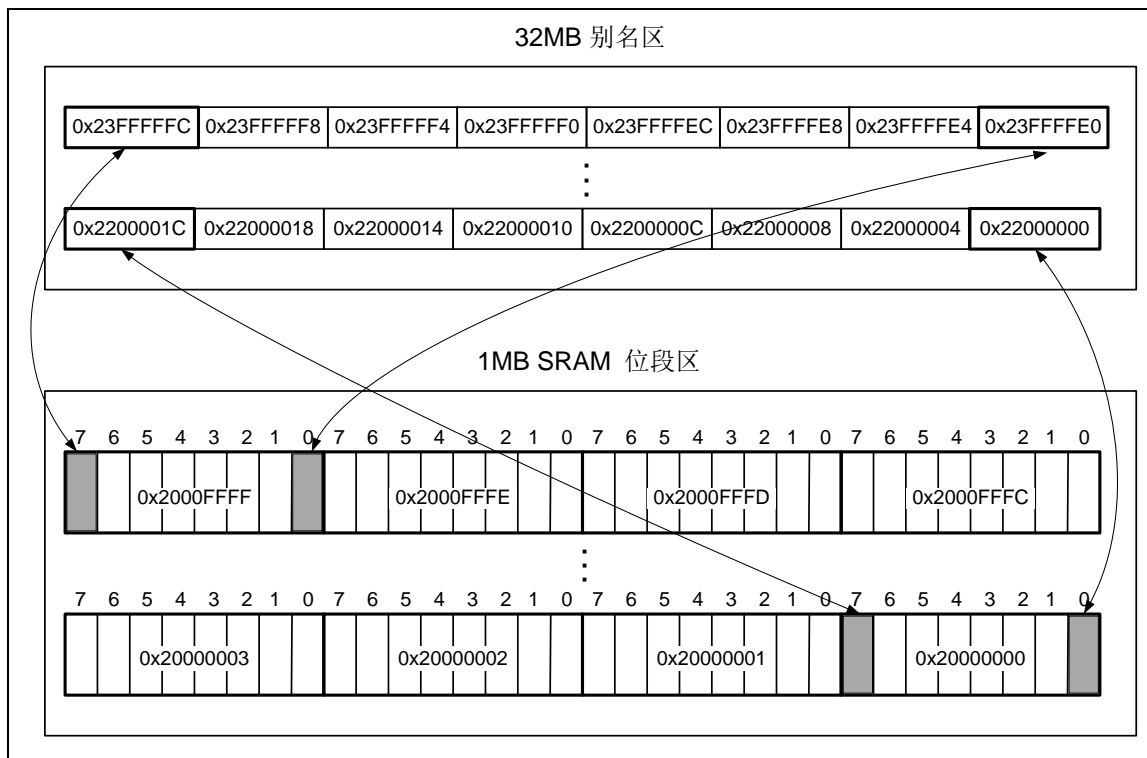 32MB 别名区
0x23FFFFFC 0x23FFFFF8 0x23FFFFF4 0x23FFFFF0 0x23FFFFEC 0x23FFFFE8 0x23FFFFE4 0x23FFFFE0
0x2200001C 0x22000018 0x22000014 0x22000010 0x2200000C 0x22000008 0x22000004 0x22000000
1MB SRAM 位段区
7 6 5 4 3 2 1 0 7 6 5 4 3 2 1 0 7 6 5 4 3 2 1 0 7 6 5 4 3 2 1 0
0x2000FFFF 0x2000FFFE 0x2000FFFD 0x2000FFFC
7 6 5 4 3 2 1 0 7 6 5 4 3 2 1 0 7 6 5 4 3 2 1 0 7 6 5 4 3 2 1 0
0x20000003 0x20000002 0x20000001 0x20000000